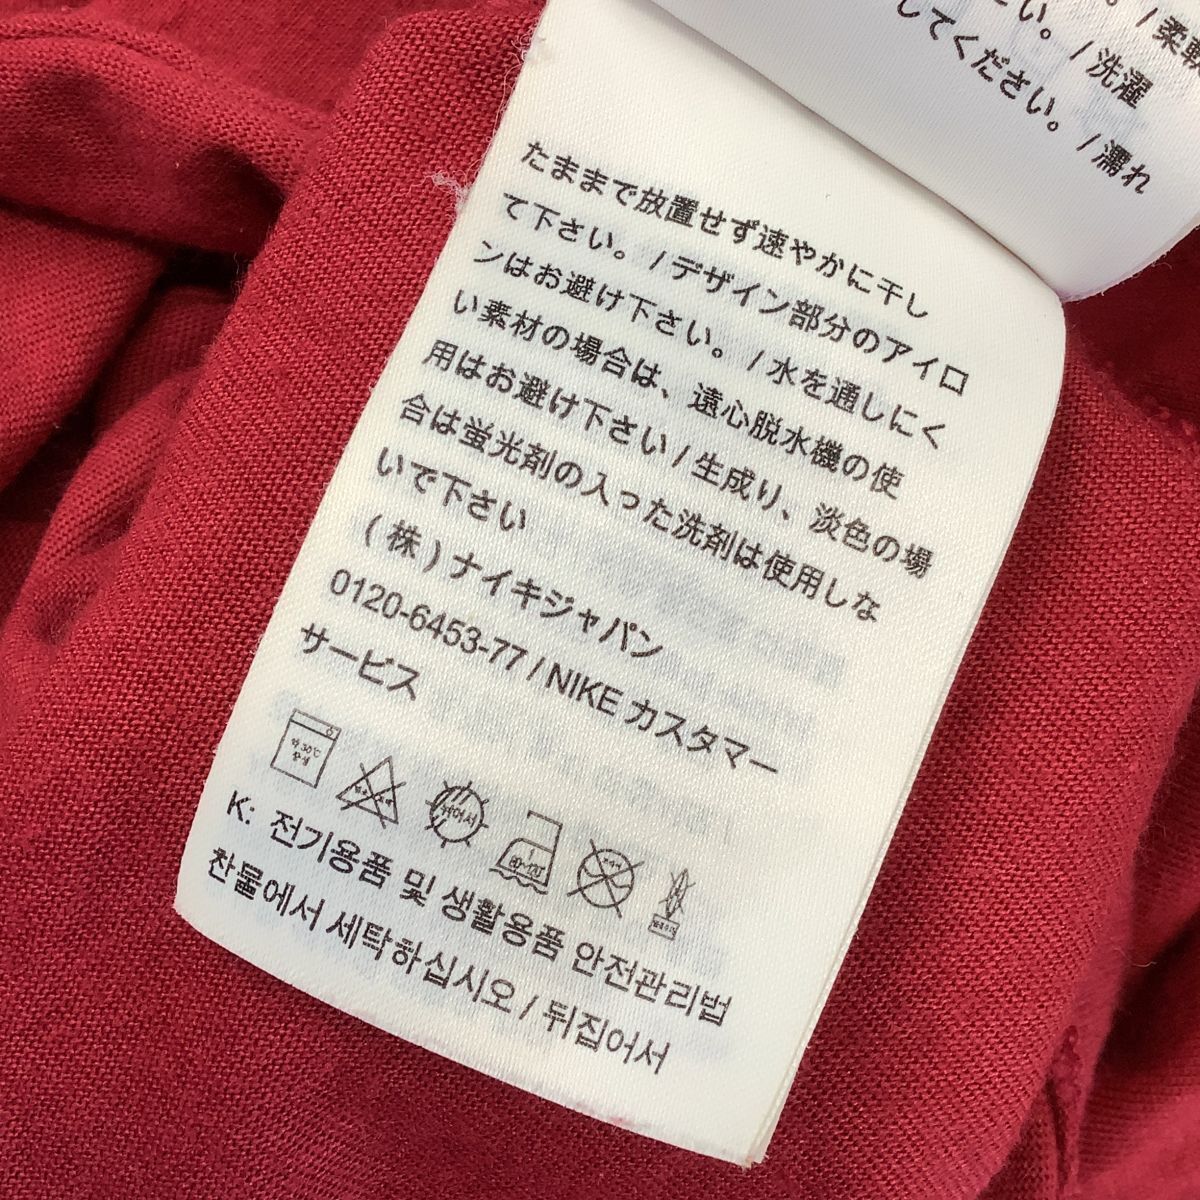 。/柔軟
さい。/洗濯
してください。/濡れ
たままで放置せず速やかに干し
て下さい。/デザイン部分のアイロ
ンはお避け下さい。/水を通しにく
い素材の場合は、遠心脱水機の使
用はお避け下さい/生成り、淡色の場
合は蛍光剤の入った洗剤は使用しな
いで下さい
(株)ナイキジャパン
0120-6453-77/NIKE カスタマー
サービス
약 30℃
중성
K: 전기용품 및 생활용품 안전관리법
찬물에서 세탁하십시오 / 뒤집어서